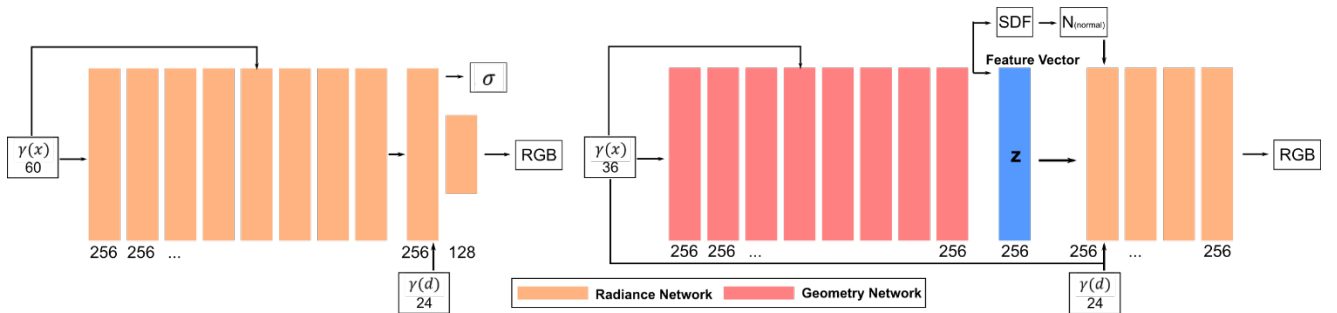 γ(x)
60
256
256
...
256
128
γ(d)
24
σ
RGB
γ(x)
36
256
256
...
256
Feature Vector
z
256
SDF
N(normal)
256
...
256
γ(d)
24
RGB
Radiance Network
Geometry Network